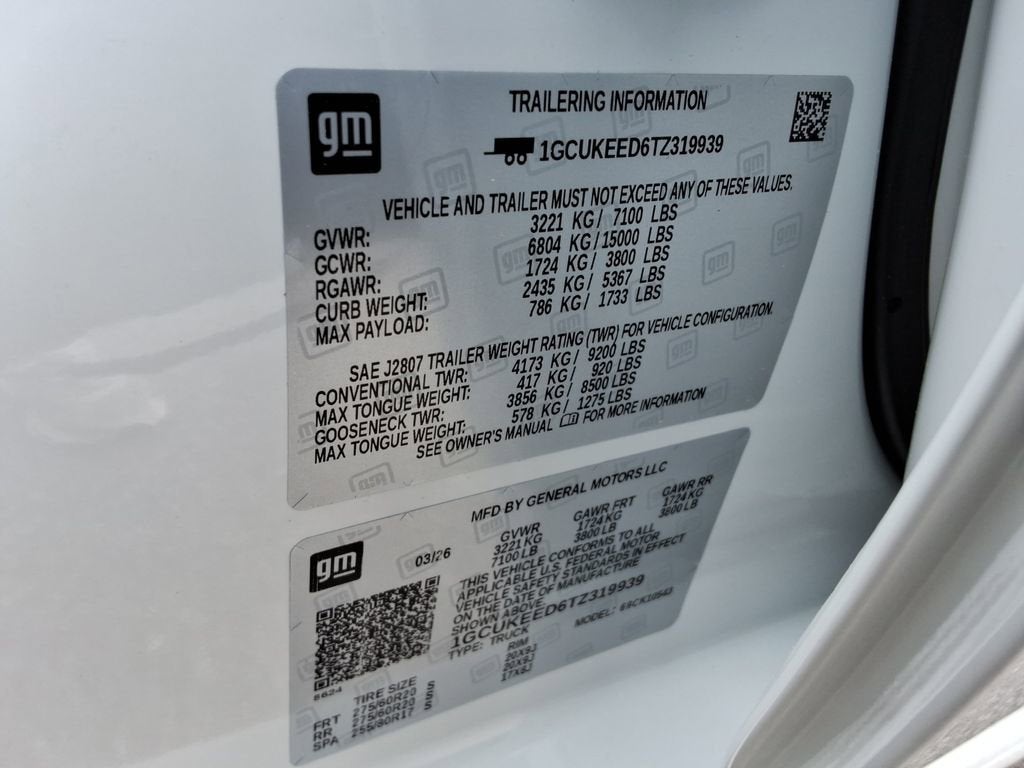 gm
TRAILERING INFORMATION
1GCUKEED6TZ319939
VEHICLE AND TRAILER MUST NOT EXCEED ANY OF THESE VALUES.
GVWR: 3221 KG / 7100 LBS
GCWR: 6804 KG / 15000 LBS
RGAWR: 1724 KG / 3800 LBS
CURB WEIGHT: 2435 KG / 5367 LBS
MAX PAYLOAD: 786 KG / 1733 LBS
SAE J2807 TRAILER WEIGHT RATING (TWR) FOR VEHICLE CONFIGURATION.
CONVENTIONAL TWR: 4173 KG / 9200 LBS
MAX TONGUE WEIGHT: 417 KG / 920 LBS
GOOSENECK TWR: 3856 KG / 8500 LBS
MAX TONGUE WEIGHT: 578 KG / 1275 LBS
SEE OWNER'S MANUAL FOR MORE INFORMATION
gm
MFD BY GENERAL MOTORS LLC
03/26 GVWR GAWR FRT GAWR RR
3221 KG 1724 KG 1724 KG
7100 LB 3800 LB 3800 LB
THIS VEHICLE CONFORMS TO ALL
APPLICABLE U.S. FEDERAL MOTOR
VEHICLE SAFETY STANDARDS IN EFFECT
ON THE DATE OF MANUFACTURE
SHOWN ABOVE.
1GCUKEED6TZ319939
TYPE: TRUCK MODEL:
6624
TIRE SIZE RIM
FRT 275/60R20 S 20X9J
RR 275/60R20 S 20X9J
SPA 255/80R17 S 17X8J